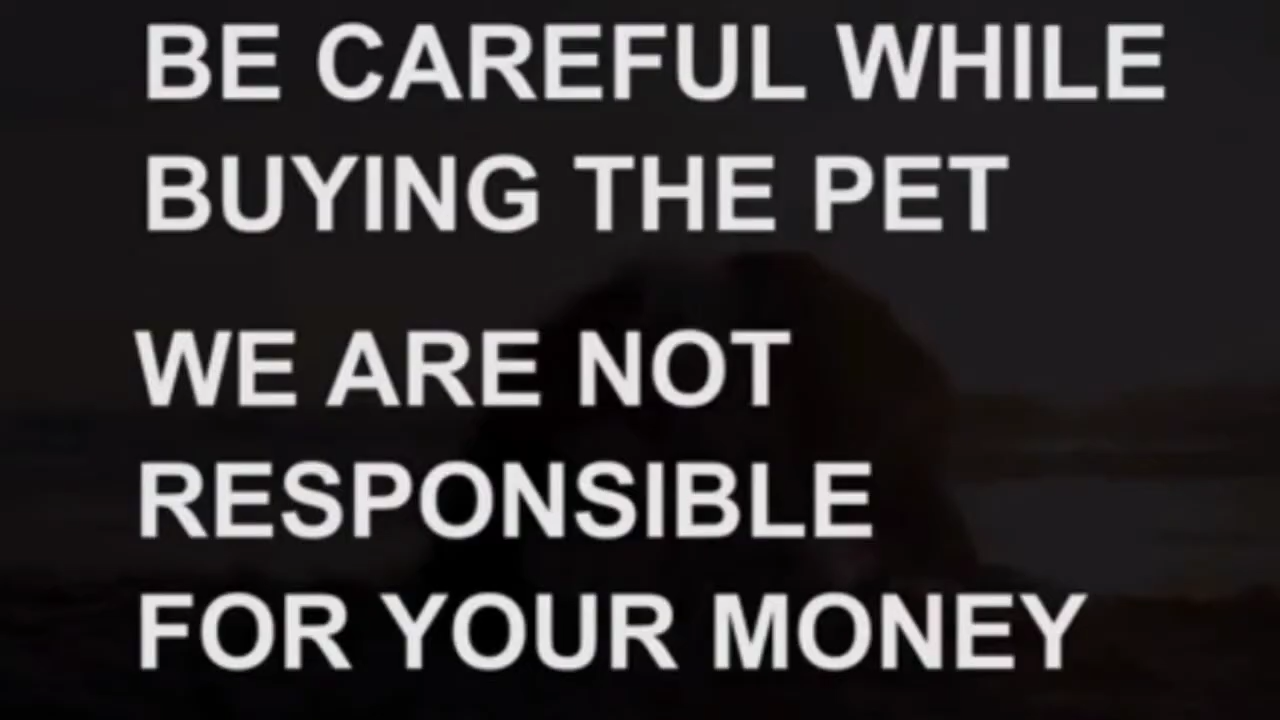 BE CAREFUL WHILE
BUYING THE PET
WE ARE NOT
RESPONSIBLE
FOR YOUR MONEY